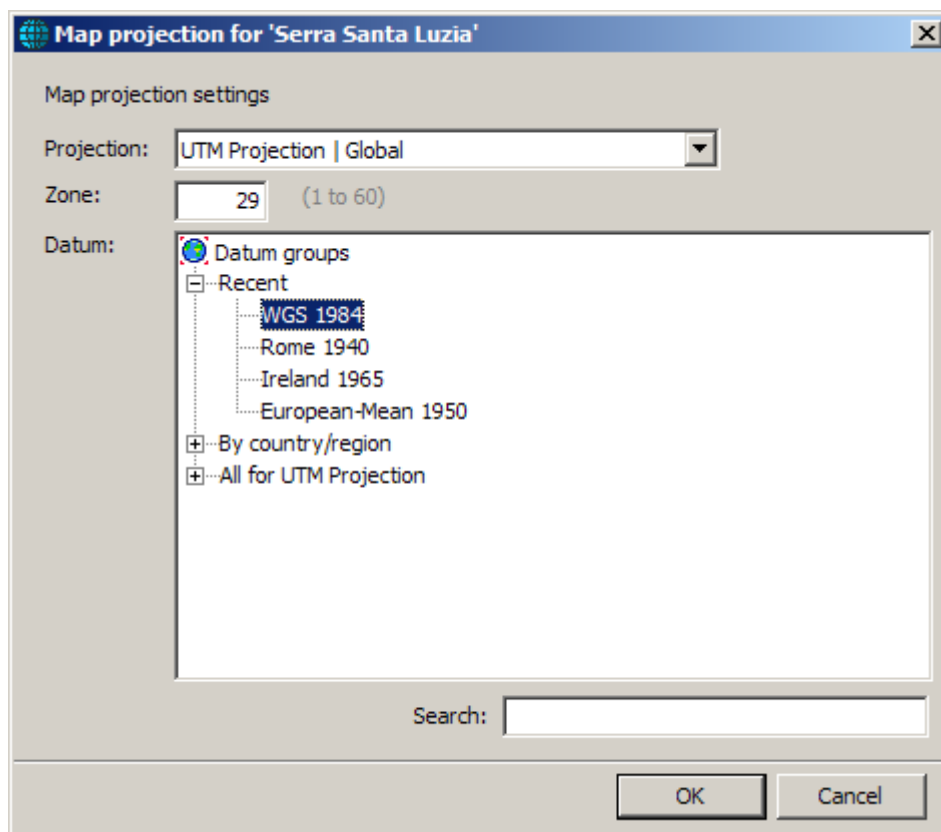 Map projection for 'Serra Santa Luzia'
Map projection settings
Projection: UTM Projection | Global
Zone: 29 (1 to 60)
Datum: Datum groups
Recent
WGS 1984
Rome 1940
Ireland 1965
European-Mean 1950
By country/region
All for UTM Projection
Search:
OK Cancel